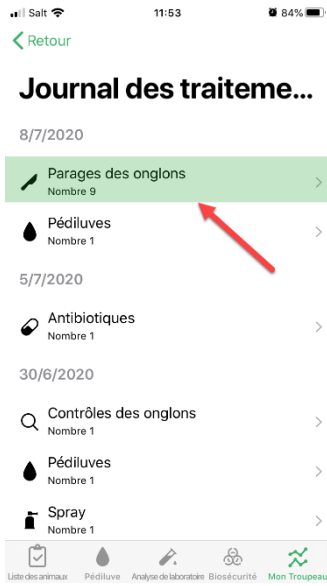 Salt 11:53 84%
Retour
Journal des traiteme...
8/7/2020
Parages des onglons
Nombre 9
Pédiluves
Nombre 1
5/7/2020
Antibiotiques
Nombre 1
30/6/2020
Contrôles des onglons
Nombre 1
Pédiluves
Nombre 1
Spray
Nombre 1
Liste des animaux Pédiluve Analyse de laboratoire Biosécurité Mon Troupeau